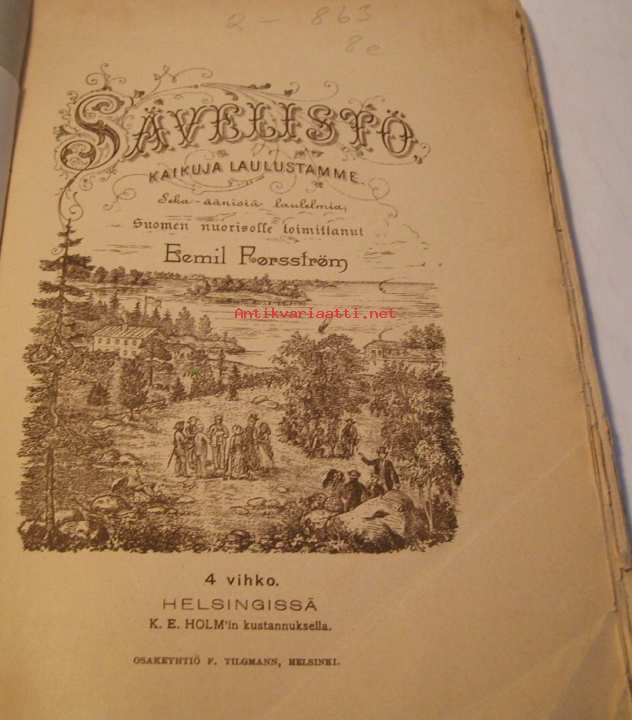 2 - 863
8e
SÄVELISTÖ,
KAIKUJA LAULUSTAMME.
Seka-äänisiä laulelmia,
Suomen nuorisolle toimittanut
Eemil Forsström
Antikvariaatti.net
4 vihko.
HELSINGISSÄ
K. E. HOLM'in kustannuksella.
OSAKEYHTIÖ F. TILGMANN, HELSINKI.